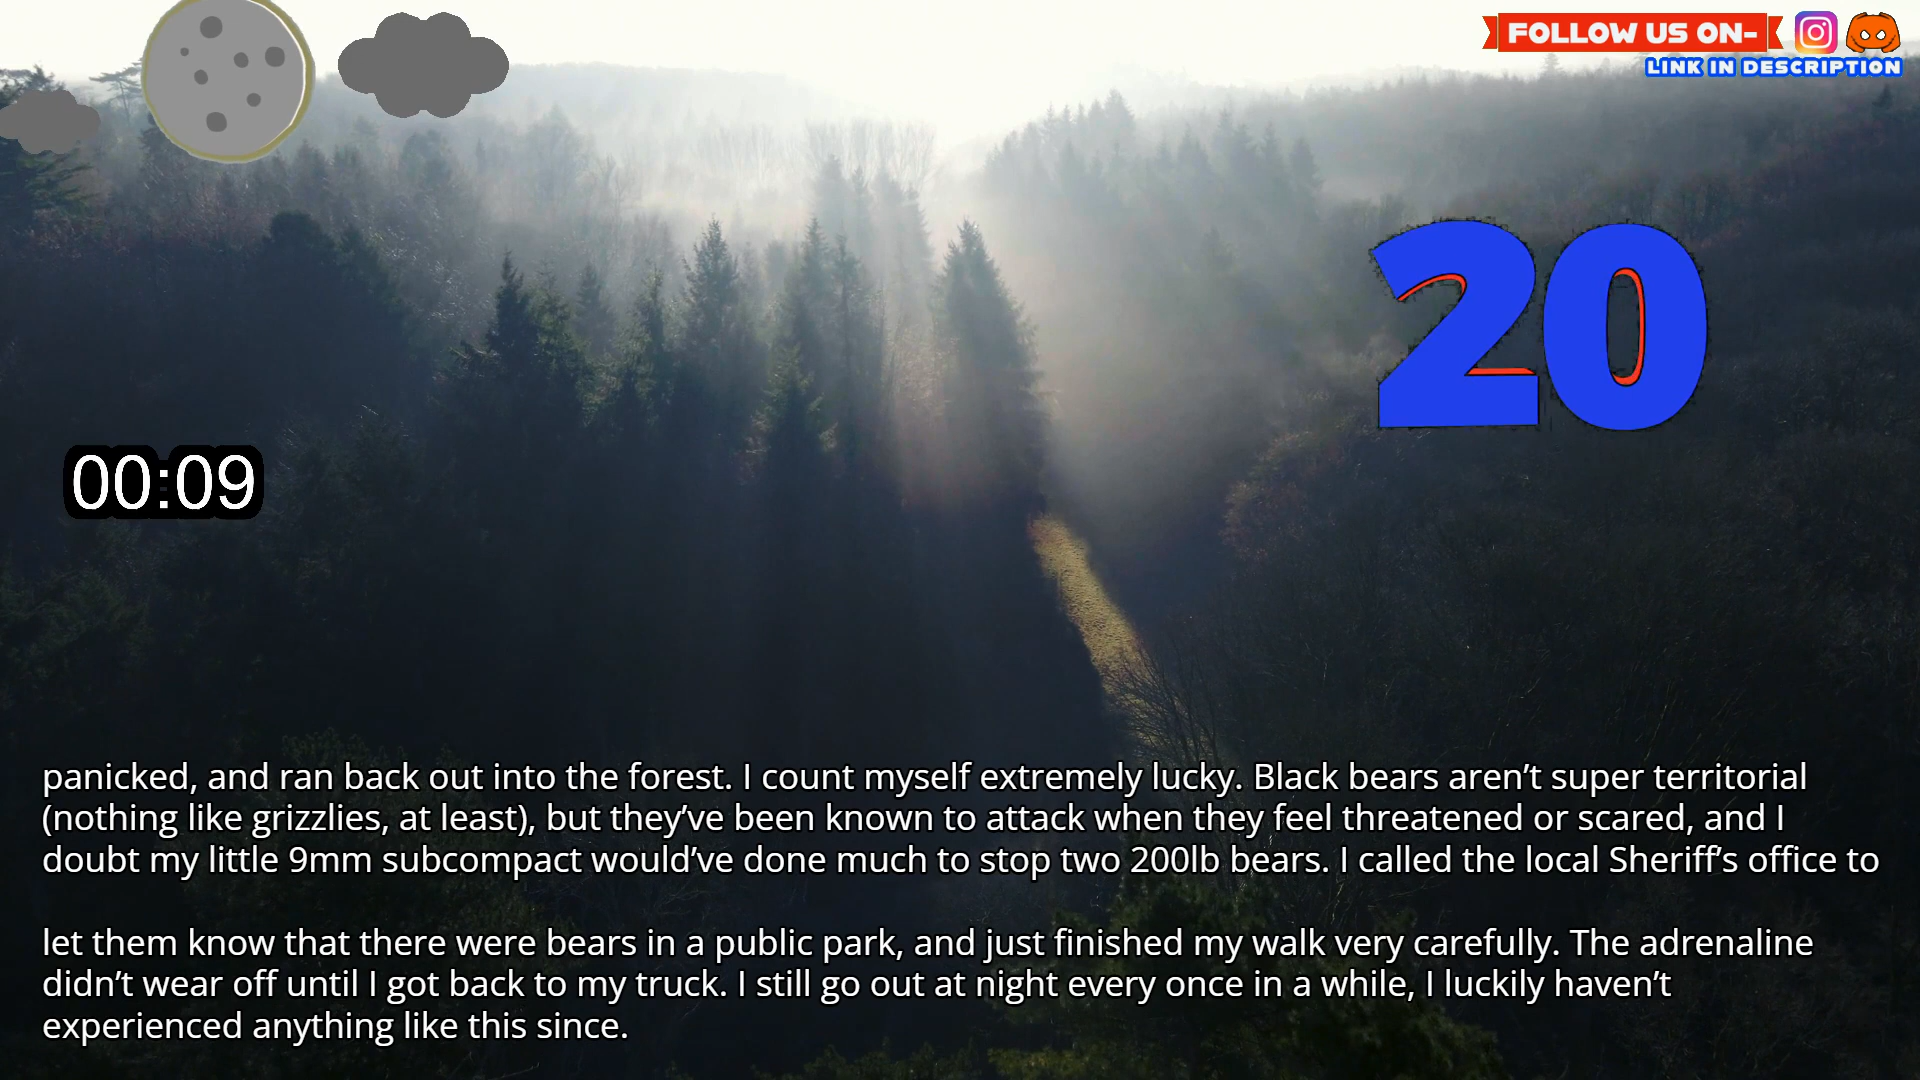 FOLLOW US ON-
LINK IN DESCRIPTION
20
00:09
panicked, and ran back out into the forest. I count myself extremely lucky. Black bears aren’t super territorial
(nothing like grizzlies, at least), but they’ve been known to attack when they feel threatened or scared, and I
doubt my little 9mm subcompact would’ve done much to stop two 200lb bears. I called the local Sheriff’s office to
let them know that there were bears in a public park, and just finished my walk very carefully. The adrenaline
didn’t wear off until I got back to my truck. I still go out at night every once in a while, I luckily haven’t
experienced anything like this since.